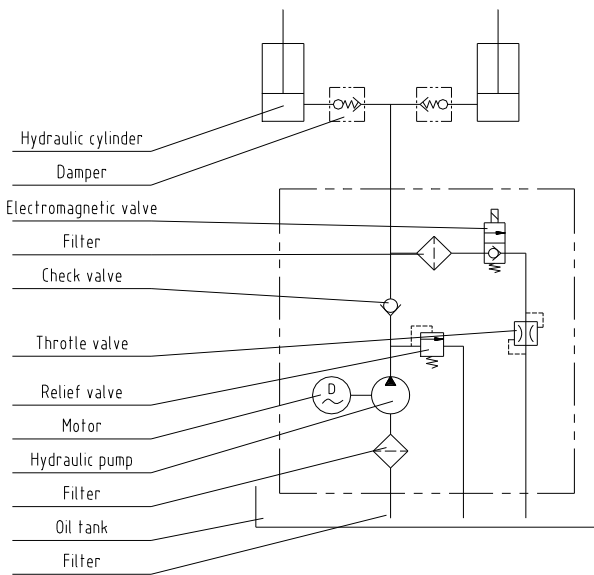 Hydraulic cylinder
Damper
Electromagnetic valve
Filter
Check valve
Throtle valve
Relief valve
D
Motor
Hydraulic pump
Filter
Oil tank
Filter